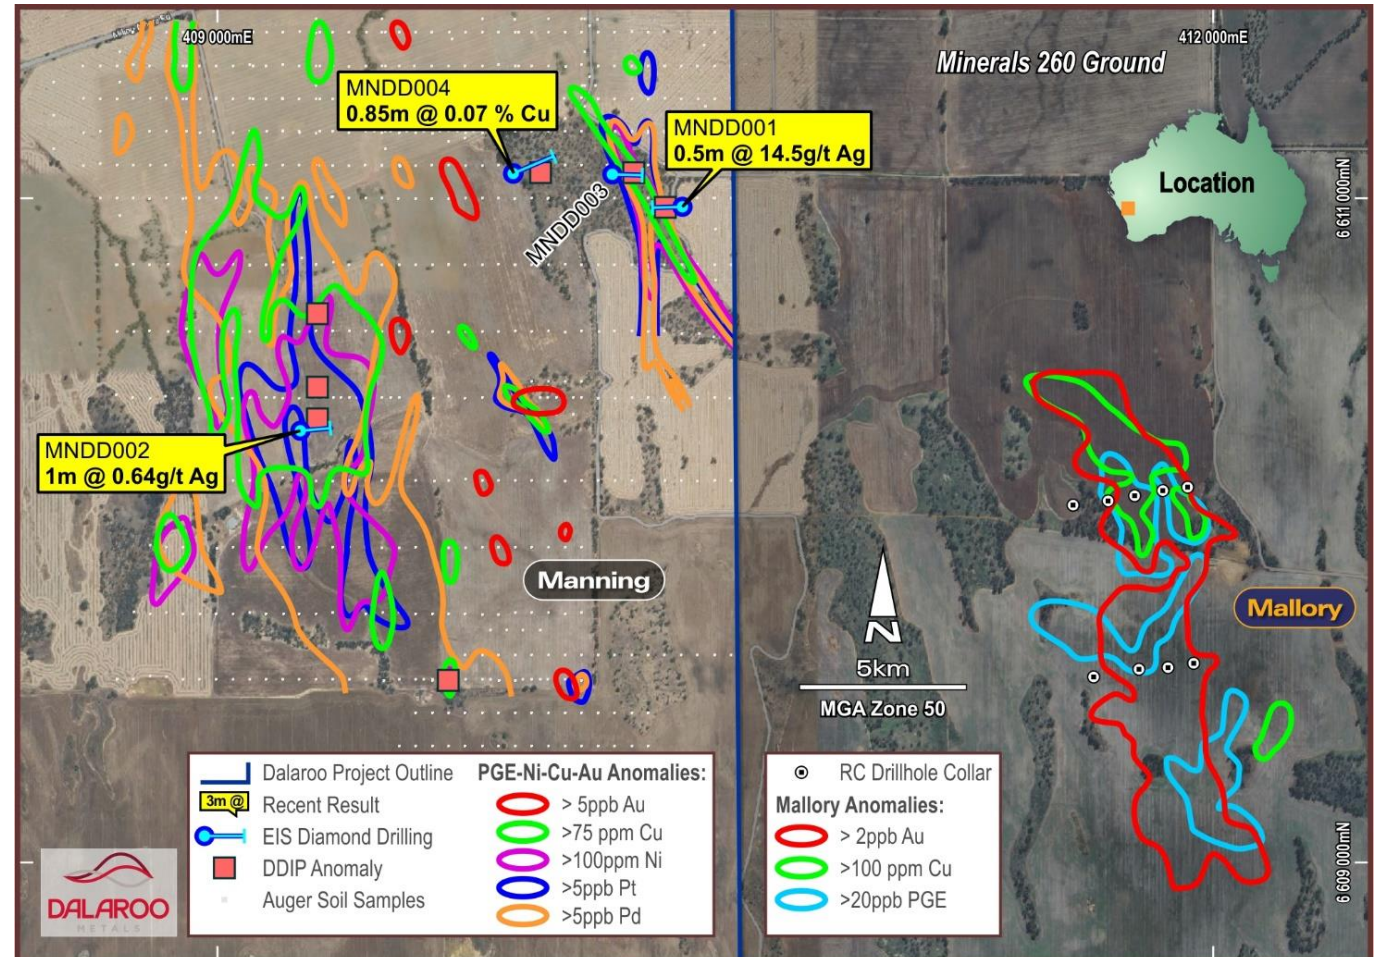 409 000mE
412 000mE
Minerals 260 Ground
MNDD004
0.85m @ 0.07 % Cu
MNDD001
0.5m @ 14.5g/t Ag
Location
6 611 000mN
MNDD003
MNDD002
1m @ 0.64g/t Ag
Manning
Mallory
N
5km
MGA Zone 50
6 609 000mN
Dalaroo Project Outline
3m @
Recent Result
EIS Diamond Drilling
DDIP Anomaly
Auger Soil Samples
PGE-Ni-Cu-Au Anomalies:
> 5ppb Au
>75 ppm Cu
>100ppm Ni
>5ppb Pt
>5ppb Pd
RC Drillhole Collar
Mallory Anomalies:
> 2ppb Au
>100 ppm Cu
>20ppb PGE
DALAROO
METALS